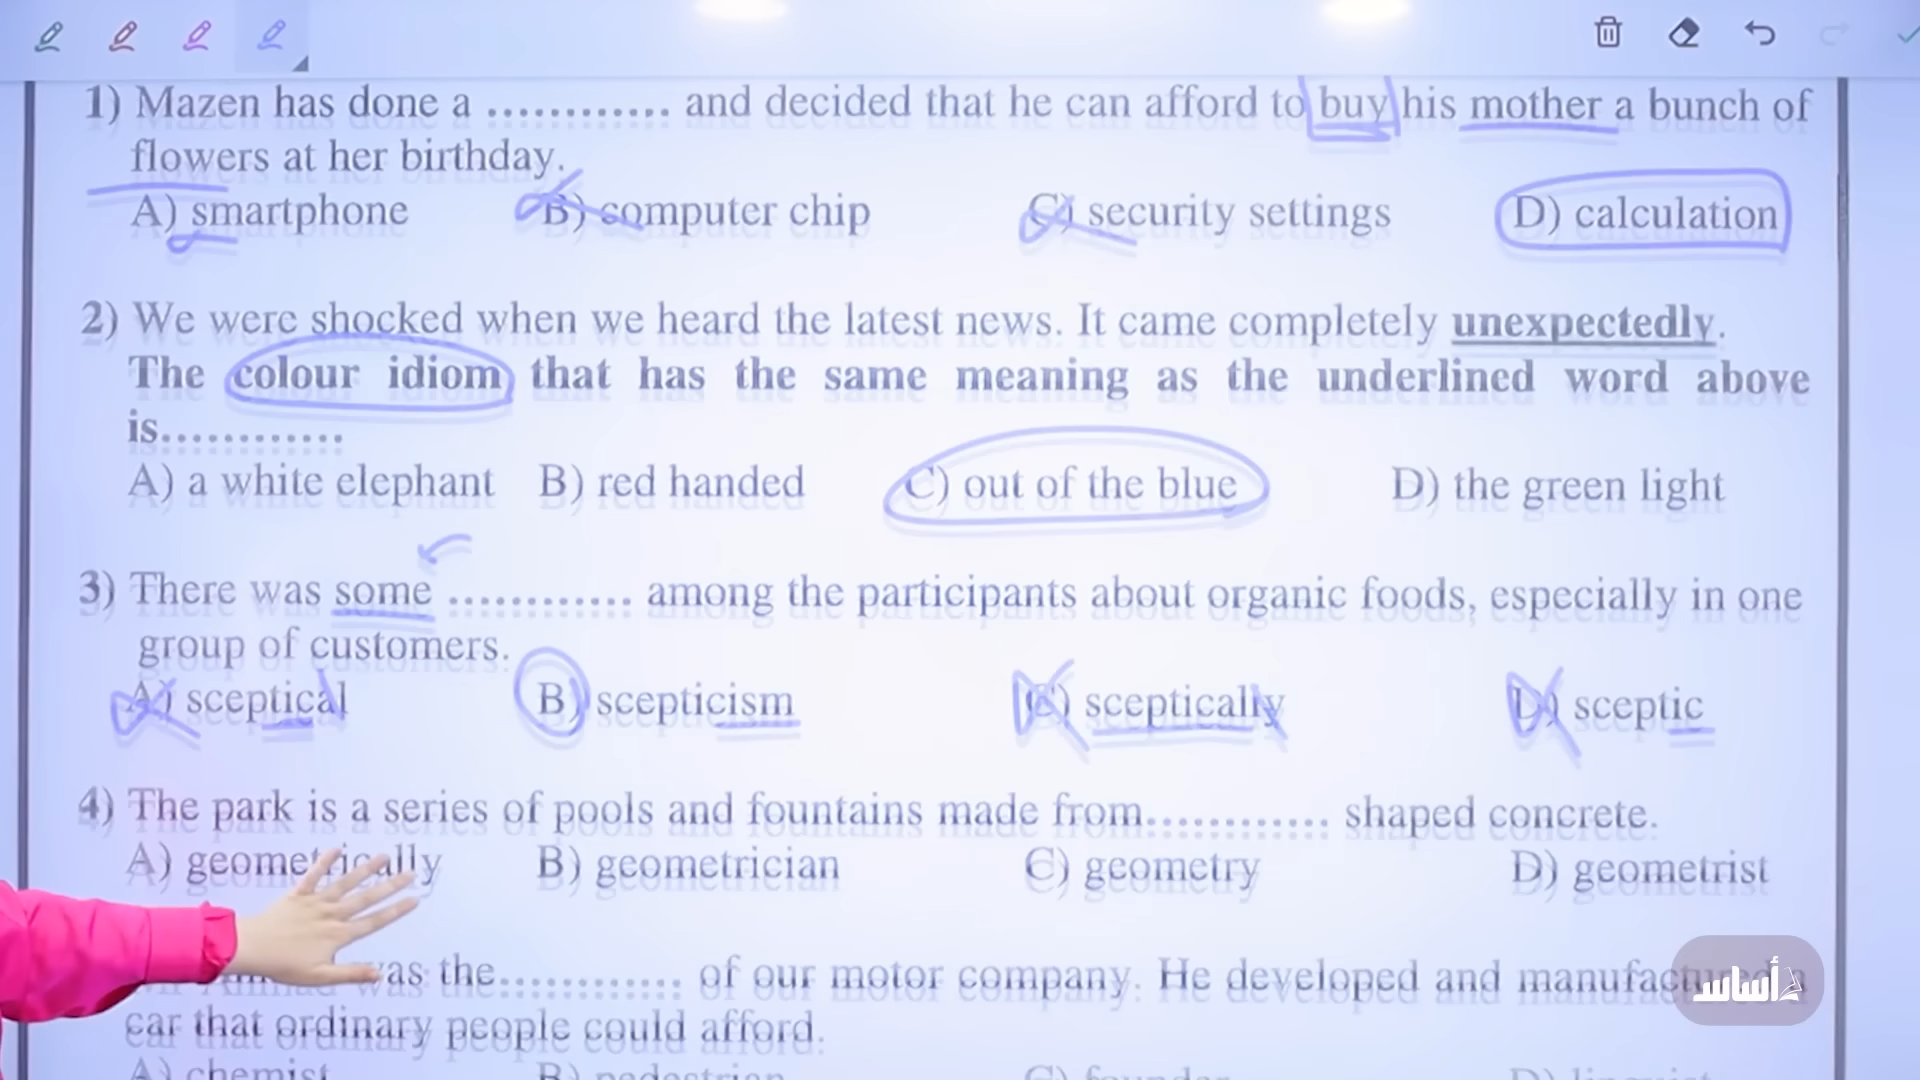 1) Mazen has done a ............ and decided that he can afford to buy his mother a bunch of
flowers at her birthday.
A) smartphone B) computer chip C) security settings D) calculation
2) We were shocked when we heard the latest news. It came completely unexpectedly.
The colour idiom that has the same meaning as the underlined word above
is............
A) a white elephant B) red handed C) out of the blue D) the green light
3) There was some ............ among the participants about organic foods, especially in one
group of customers.
A) sceptical B) scepticism C) sceptically D) sceptic
4) The park is a series of pools and fountains made from............ shaped concrete.
A) geometrically B) geometrician C) geometry D) geometrist
was the............ of our motor company. He developed and manufactured a
car that ordinary people could afford.
A) chemist B) pedestrian C) founder D) linguist
أساس